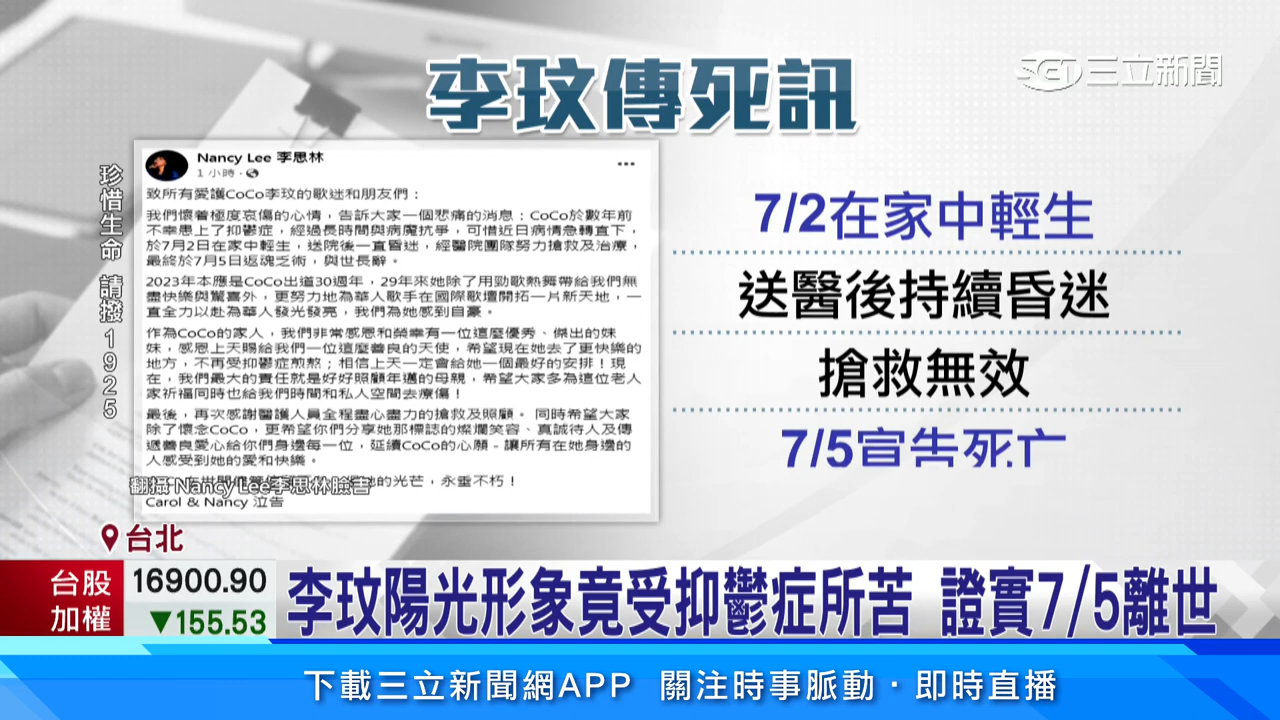 李玟傳死訊
SET三立新聞
珍惜生命 請撥1925
Nancy Lee 李思林
1 小時
致所有愛護CoCo李玟的歌迷和朋友們：
我們懷着極度哀傷的心情，告訴大家一個悲痛的消息：CoCo於數年前
不幸患上了抑鬱症，經過長時間與病魔抗爭，可惜近日病情急轉直下，
於7月2日在家中輕生，送院後一直昏迷，經醫院團隊努力搶救及治療，
最終於7月5日返魂乏術，與世長辭。
2023年本應是CoCo出道30週年，29年來她除了用勁歌熱舞帶給我們無
盡快樂與驚喜外，更努力地為華人歌手在國際歌壇開拓一片新天地，一
直全力以赴為華人發光發亮，我們為她感到自豪。
作為CoCo的家人，我們非常感恩和榮幸有一位這麼優秀、傑出的妹
妹，感恩上天賜給我們一位這麼善良的天使，希望現在她去了更快樂的
地方，不再受抑鬱症煎熬；相信上天一定會給她一個最好的安排！現
在，我們最大的責任就是好好照顧年邁的母親，希望大家多為這位老人
家祈福同時也給我們時間和私人空間去療傷！
最後，再次感謝醫護人員全程盡心盡力的搶救及照顧。 同時希望大家
除了懷念CoCo，更希望你們分享她那標誌的燦爛笑容、真誠待人及傳
遞善良愛心給你們身邊每一位，延續CoCo的心願 - 讓所有在她身邊的
人感受到她的愛和快樂。
的光芒，永垂不朽！
翻攝 Nancy Lee李思林臉書
Carol & Nancy 泣告
7/2在家中輕生
送醫後持續昏迷
搶救無效
7/5宣告死亡
台北
台股
加權
16900.90
▼155.53
李玟陽光形象竟受抑鬱症所苦 證實7/5離世
下載三立新聞網APP 關注時事脈動・即時直播